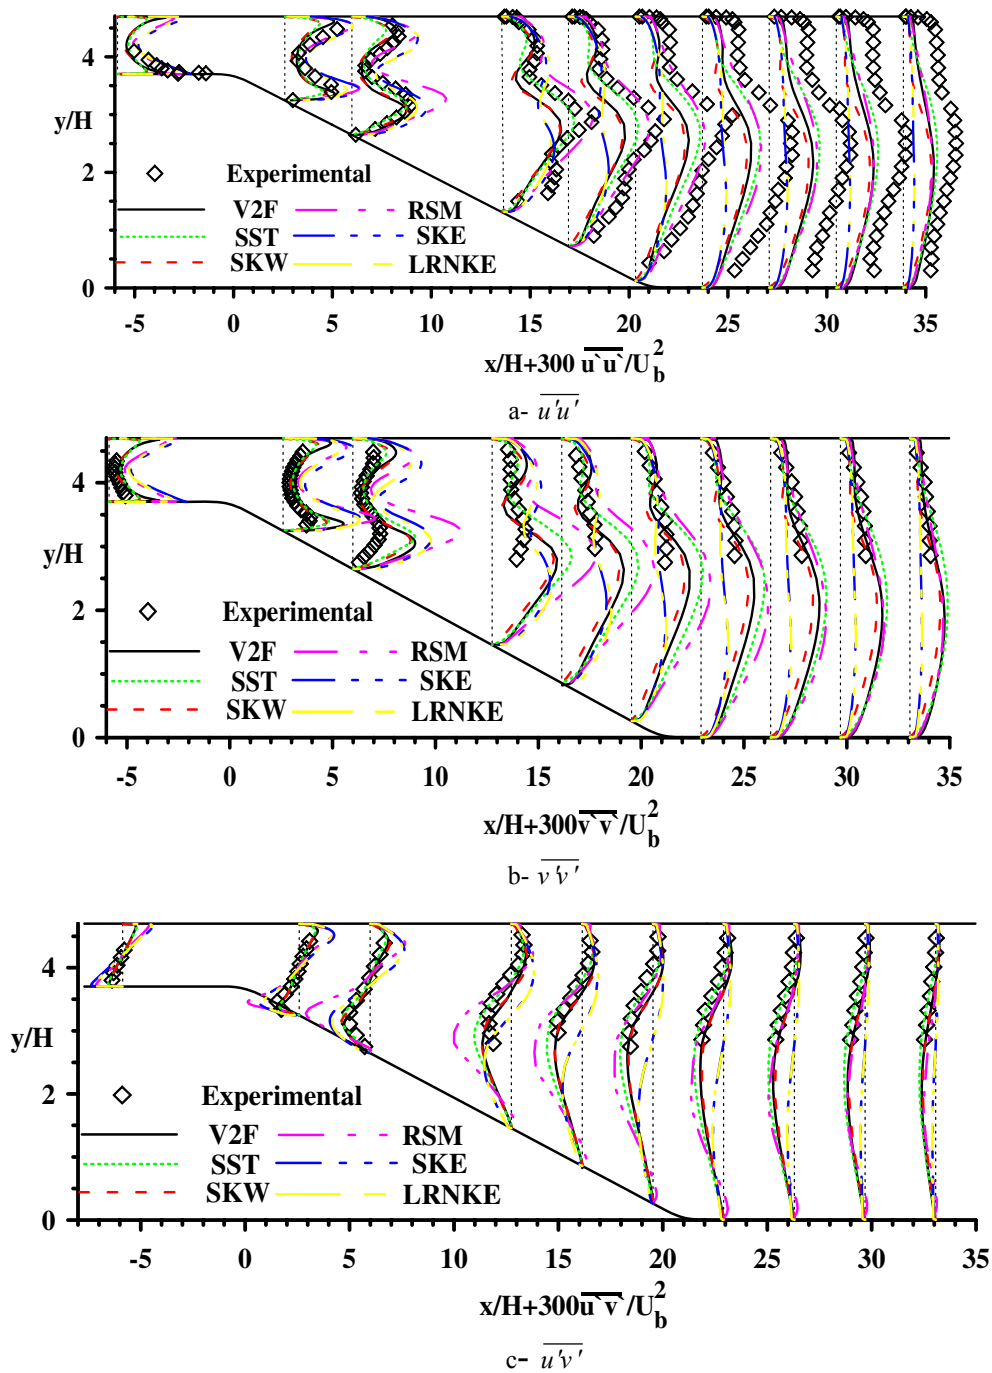 4
y/H
Experimental
2
V2F RSM
SST SKE
SKW LRNKE
0
-5 0 5 10 15 20 25 30 35
x/H+300 u`u`/U_b^2
a- u'u'
4
y/H
Experimental
2
V2F RSM
SST SKE
SKW LRNKE
0
-5 0 5 10 15 20 25 30 35
x/H+300v`v`/U_b^2
b- v'v'
4
y/H
Experimental
2
V2F RSM
SST SKE
SKW LRNKE
0
-5 0 5 10 15 20 25 30 35
x/H+300u`v`/U_b^2
c- u'v'